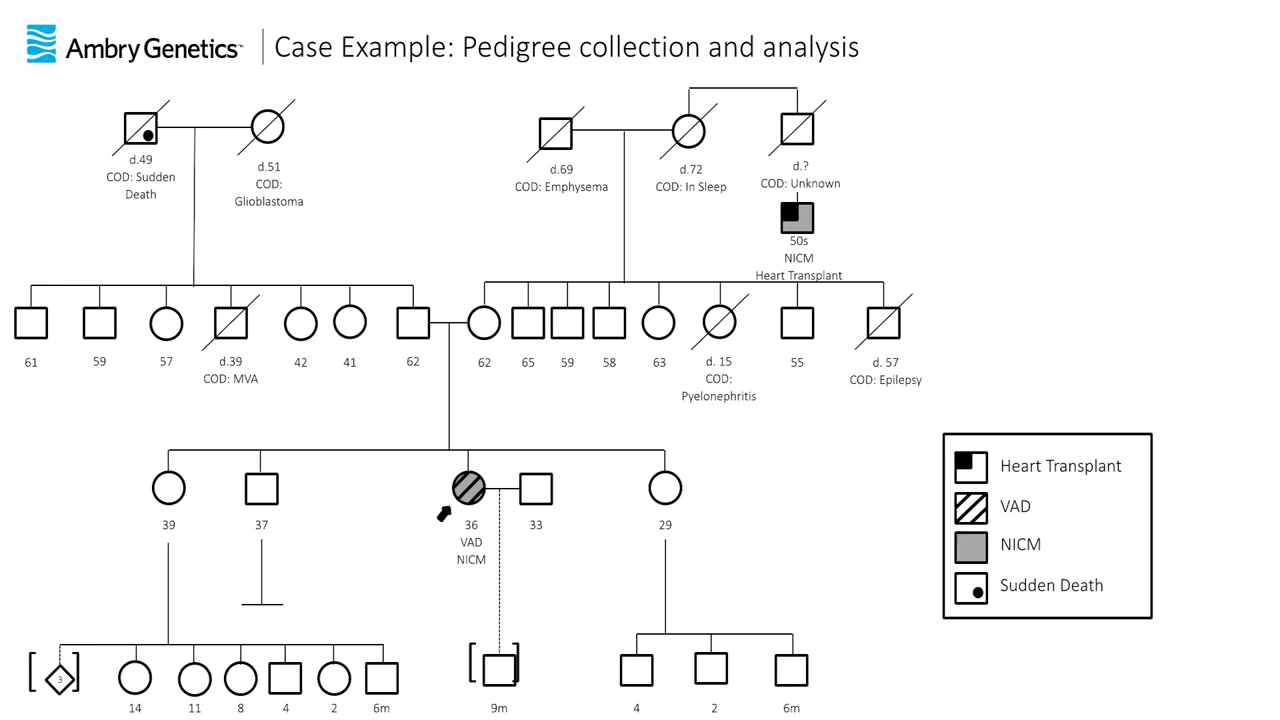 Ambry Genetics™ Case Example: Pedigree collection and analysis
d.49
COD: Sudden
Death
d.51
COD:
Glioblastoma
d.69
COD: Emphysema
d.72
COD: In Sleep
d.?
COD: Unknown
50s
NICM
Heart Transplant
61
59
57
d.39
COD: MVA
42
41
62
62
65
59
58
63
d. 15
COD:
Pyelonephritis
55
d. 57
COD: Epilepsy
39
37
36
VAD
NICM
33
29
Heart Transplant
VAD
NICM
Sudden Death
3
14
11
8
4
2
6m
9m
4
2
6m